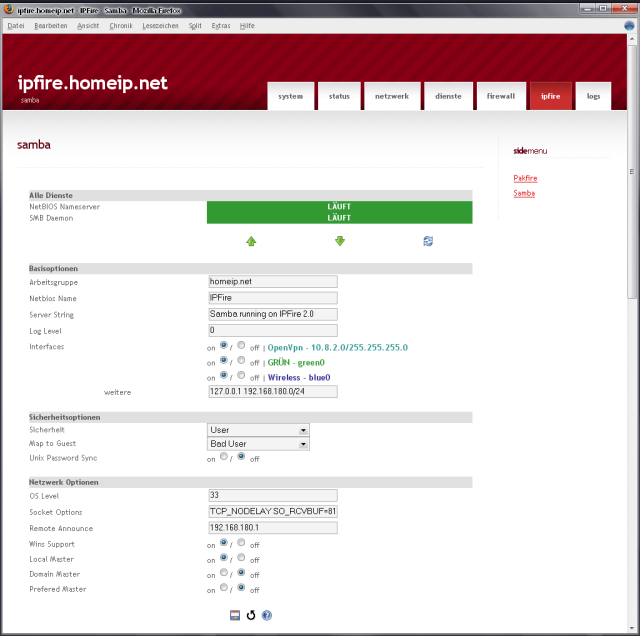 ipfire.homeip.net - IPFire - Samba - Mozilla Firefox
Datei Bearbeiten Ansicht Chronik Lesezeichen Split Extras Hilfe
ipfire.homeip.net
samba
system status netzwerk dienste firewall ipfire logs
samba
sidemenu
Pakfire
Samba
Alle Dienste
NetBIOS Nameserver LÄUFT
SMB Daemon LÄUFT
Basisoptionen
Arbeitsgruppe homeip.net
Netbios Name IPFire
Server String Samba running on IPFire 2.0
Log Level 0
Interfaces on / off | OpenVpn - 10.8.2.0/255.255.255.0
on / off | GRÜN - green0
on / off | Wireless - blue0
weitere 127.0.0.1 192.168.180.0/24
Sicherheitsoptionen
Sicherheit User
Map to Guest Bad User
Unix Password Sync on / off
Netzwerk Optionen
OS Level 33
Socket Options TCP_NODELAY SO_RCVBUF=81
Remote Announce 192.168.180.1
Wins Support on / off
Local Master on / off
Domain Master on / off
Prefered Master on / off